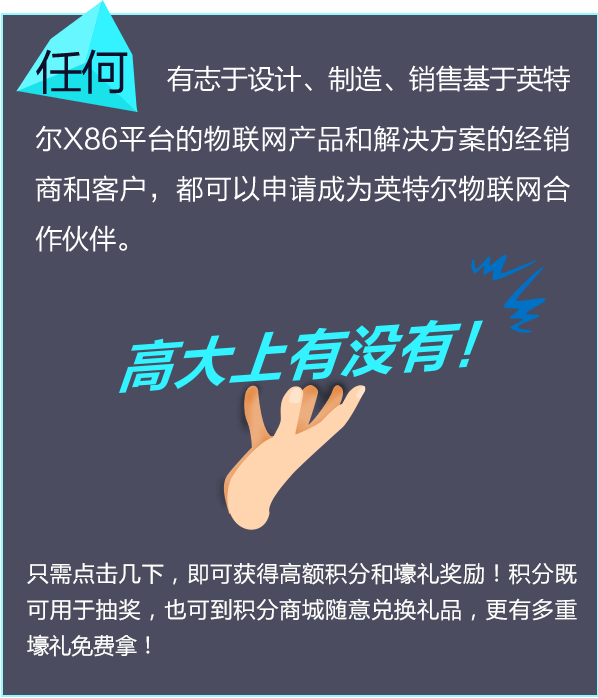 任何 有志于设计、制造、销售基于英特
尔X86平台的物联网产品和解决方案的经销
商和客户，都可以申请成为英特尔物联网合
作伙伴。
高大上有没有！
只需点击几下，即可获得高额积分和壕礼奖励！积分既
可用于抽奖，也可到积分商城随意兑换礼品，更有多重
壕礼免费拿！